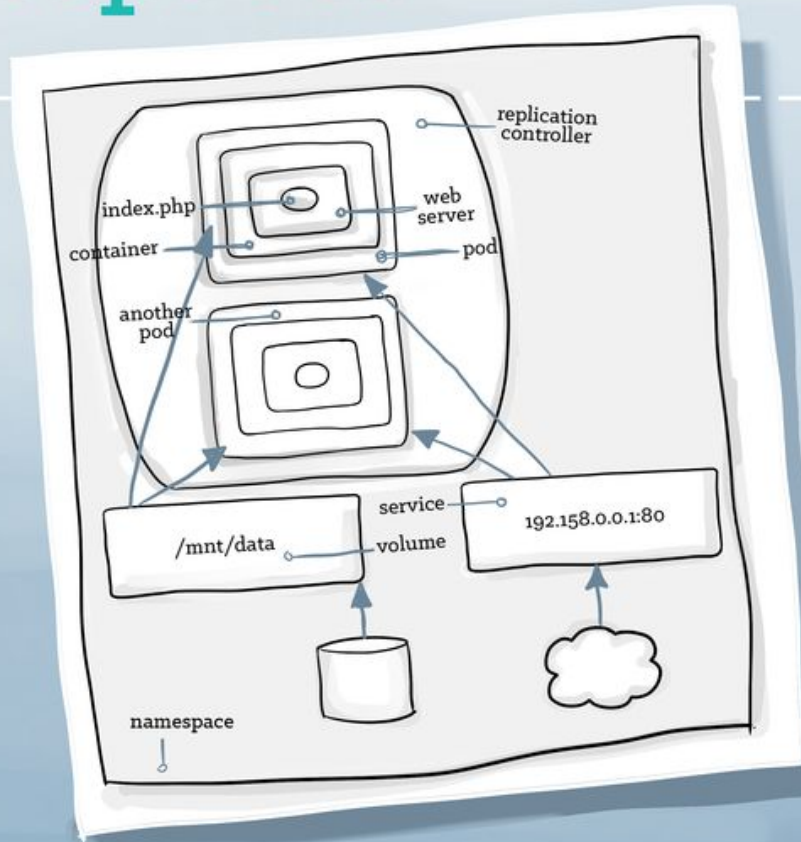 replication
controller
index.php
web
server
container
pod
another
pod
service
192.158.0.0.1:80
/mnt/data
volume
namespace